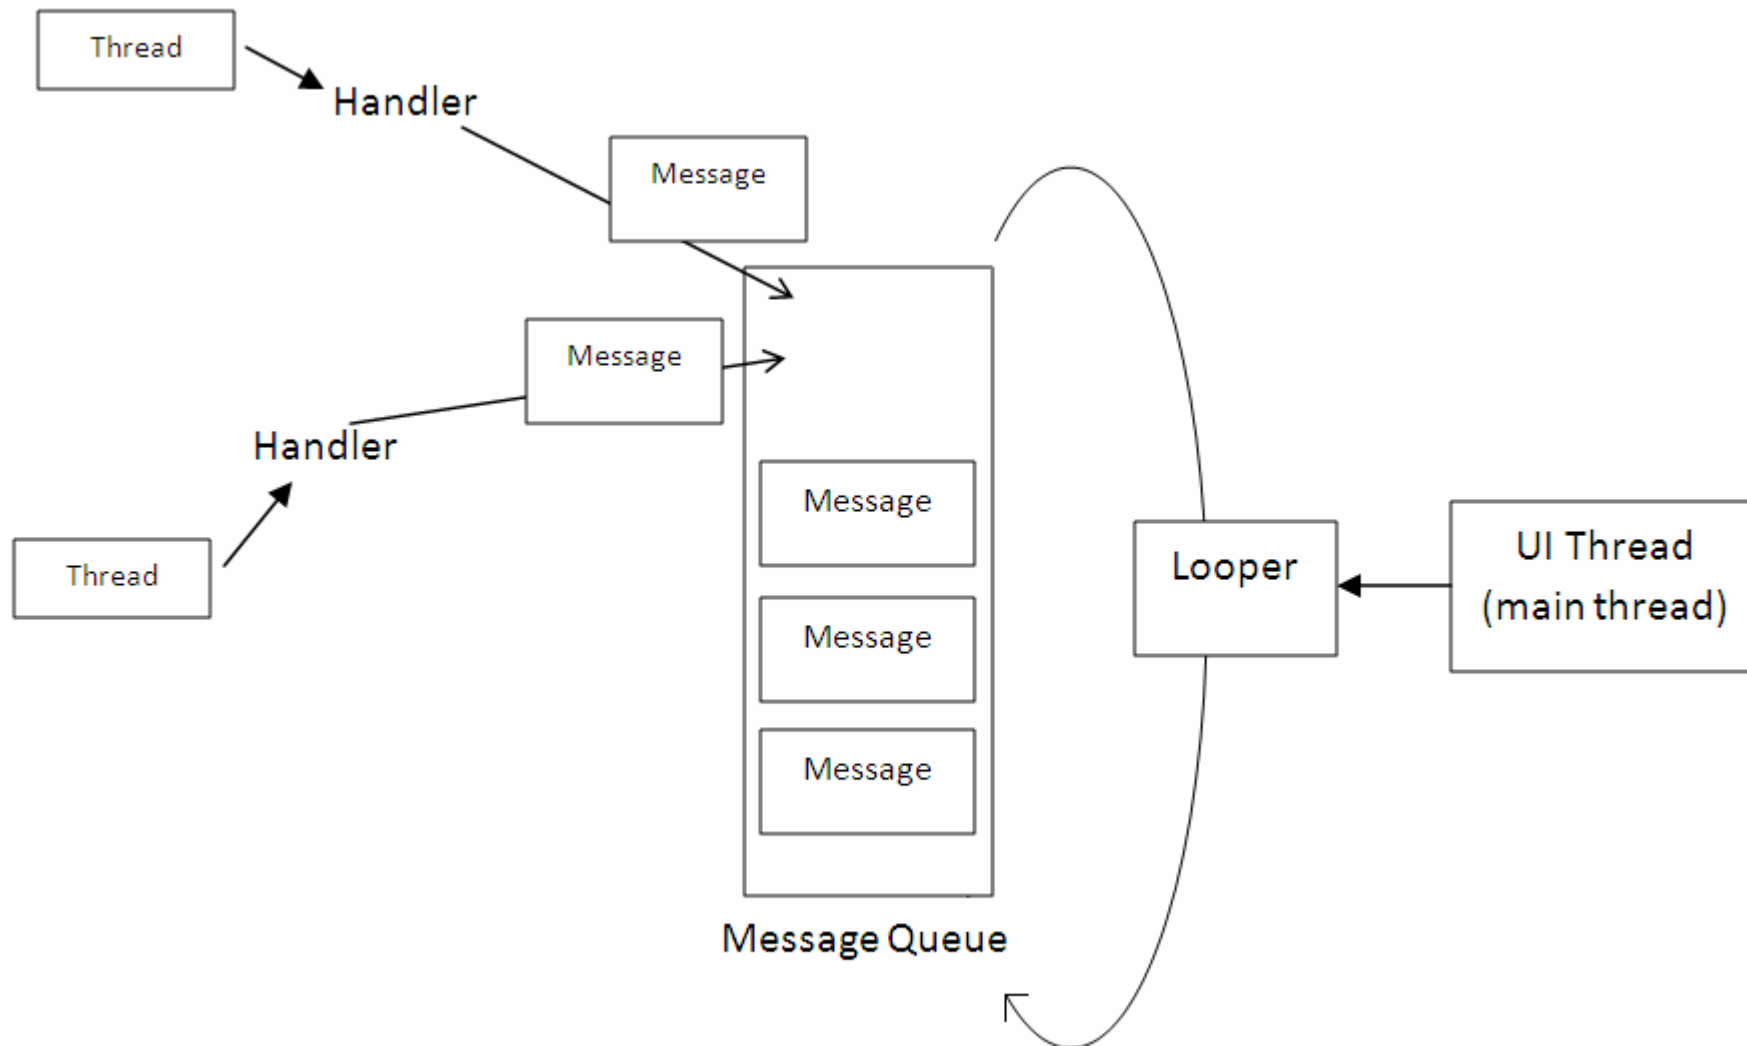 Thread
Handler
Message
Message
Handler
Thread
Message
Message
Message
Message Queue
Looper
UI Thread
(main thread)